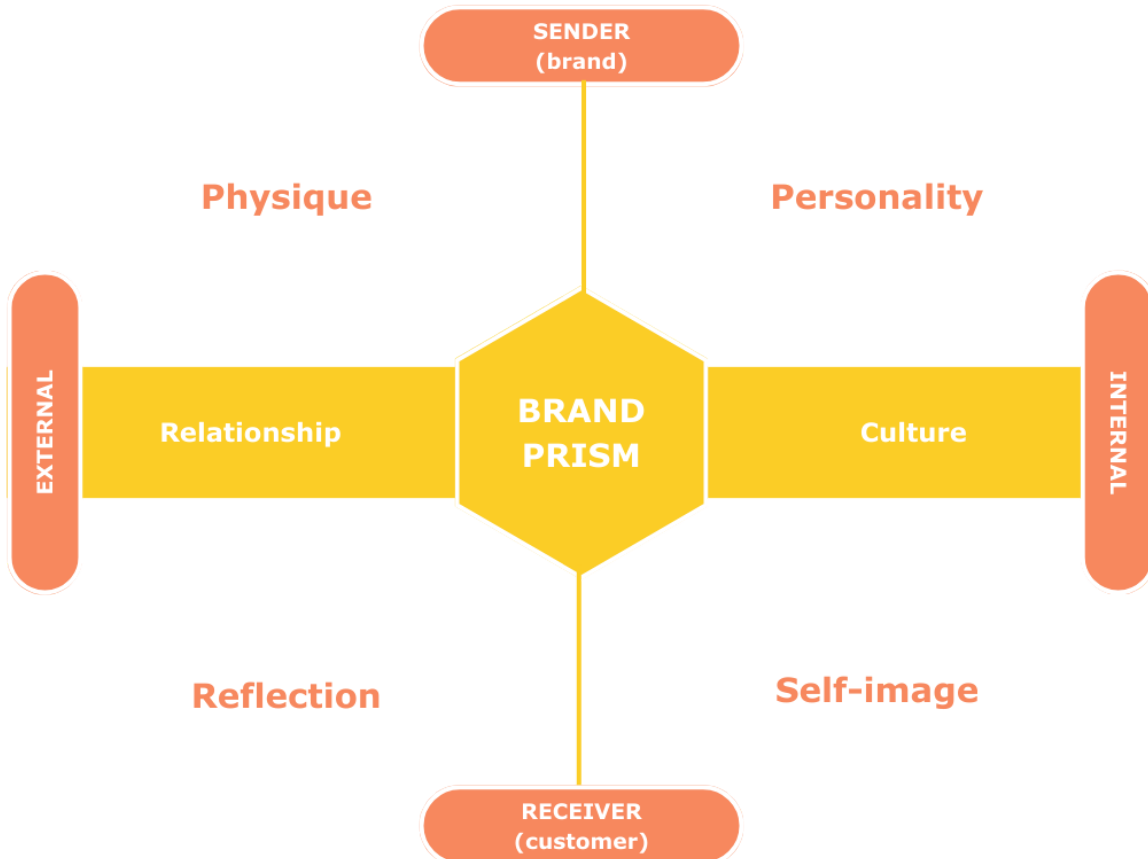 SENDER
(brand)
Physique
Personality
EXTERNAL
Relationship
BRAND
PRISM
Culture
INTERNAL
Reflection
Self-image
RECEIVER
(customer)